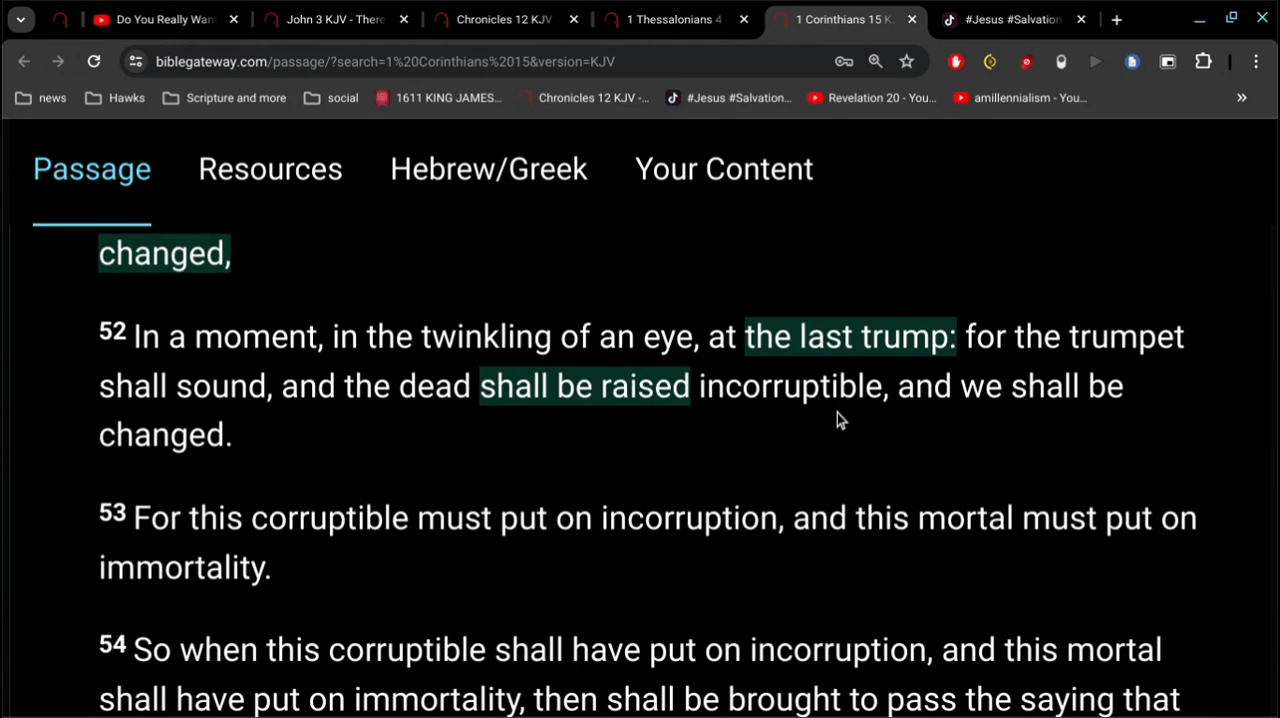 Do You Really Wan
John 3 KJV - There
Chronicles 12 KJV
1 Thessalonians 4
1 Corinthians 15 K
#Jesus #Salvation
biblegateway.com/passage/?search=1%20Corinthians%2015&version=KJV
news
Hawks
Scripture and more
social
1611 KING JAMES...
Chronicles 12 KJV -...
#Jesus #Salvation...
Revelation 20 - You...
amillennialism - You...
»
Passage
Resources
Hebrew/Greek
Your Content
changed,
52 In a moment, in the twinkling of an eye, at the last trump: for the trumpet
shall sound, and the dead shall be raised incorruptible, and we shall be
changed.
53 For this corruptible must put on incorruption, and this mortal must put on
immortality.
54 So when this corruptible shall have put on incorruption, and this mortal
shall have put on immortality, then shall be brought to pass the saying that